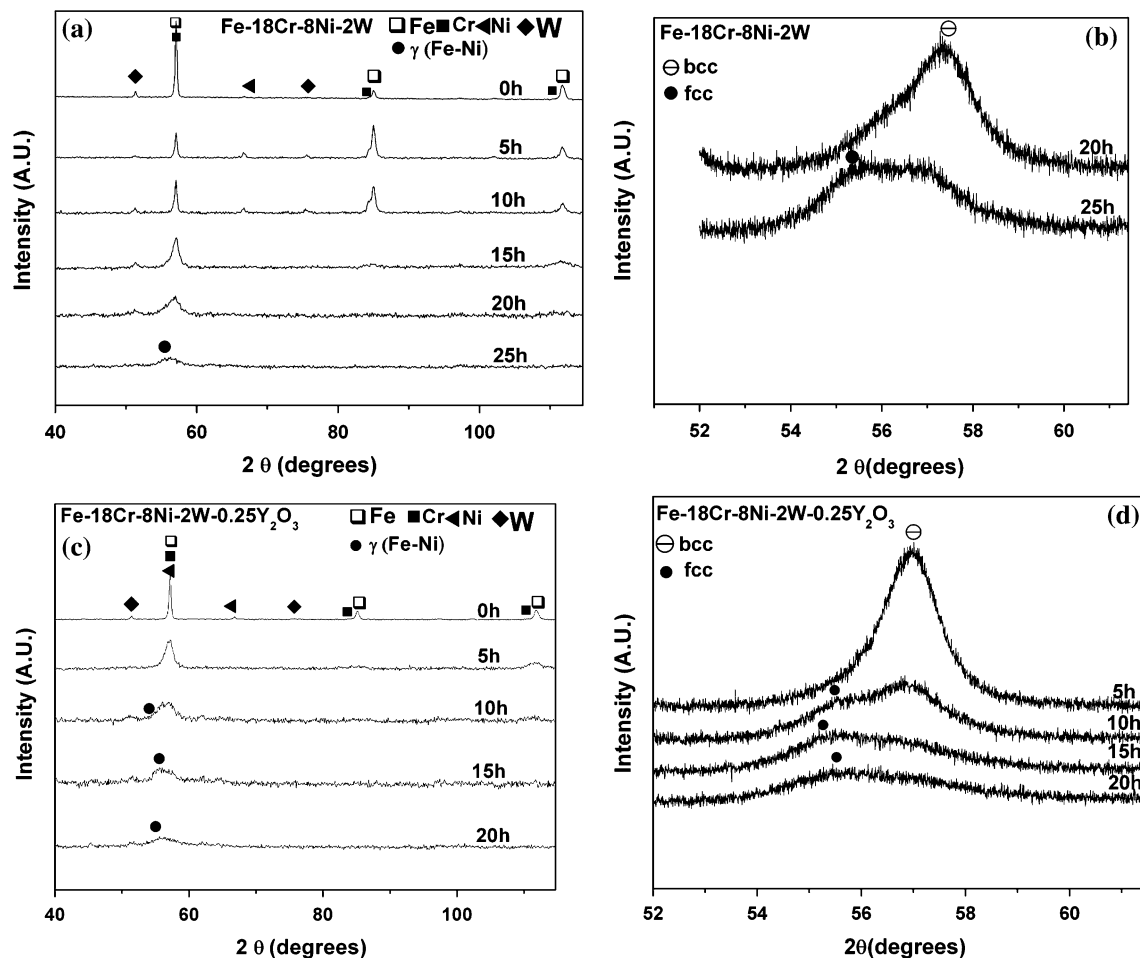 (a)
Fe-18Cr-8Ni-2W
Fe Cr Ni W
γ (Fe-Ni)
0h
5h
10h
15h
20h
25h
Intensity (A.U.)
40 60 80 100
2 θ (degrees)
Fe-18Cr-8Ni-2W
(b)
bcc
fcc
20h
25h
Intensity (A.U.)
52 54 56 58 60
2 θ(degrees)
Fe-18Cr-8Ni-2W-0.25Y₂O₃
Fe Cr Ni W
(c)
γ (Fe-Ni)
0h
5h
10h
15h
20h
Intensity (A.U.)
40 60 80 100
2 θ (degrees)
Fe-18Cr-8Ni-2W-0.25Y₂O₃
(d)
bcc
fcc
5h
10h
15h
20h
Intensity (A.U.)
52 54 56 58 60
2θ(degrees)